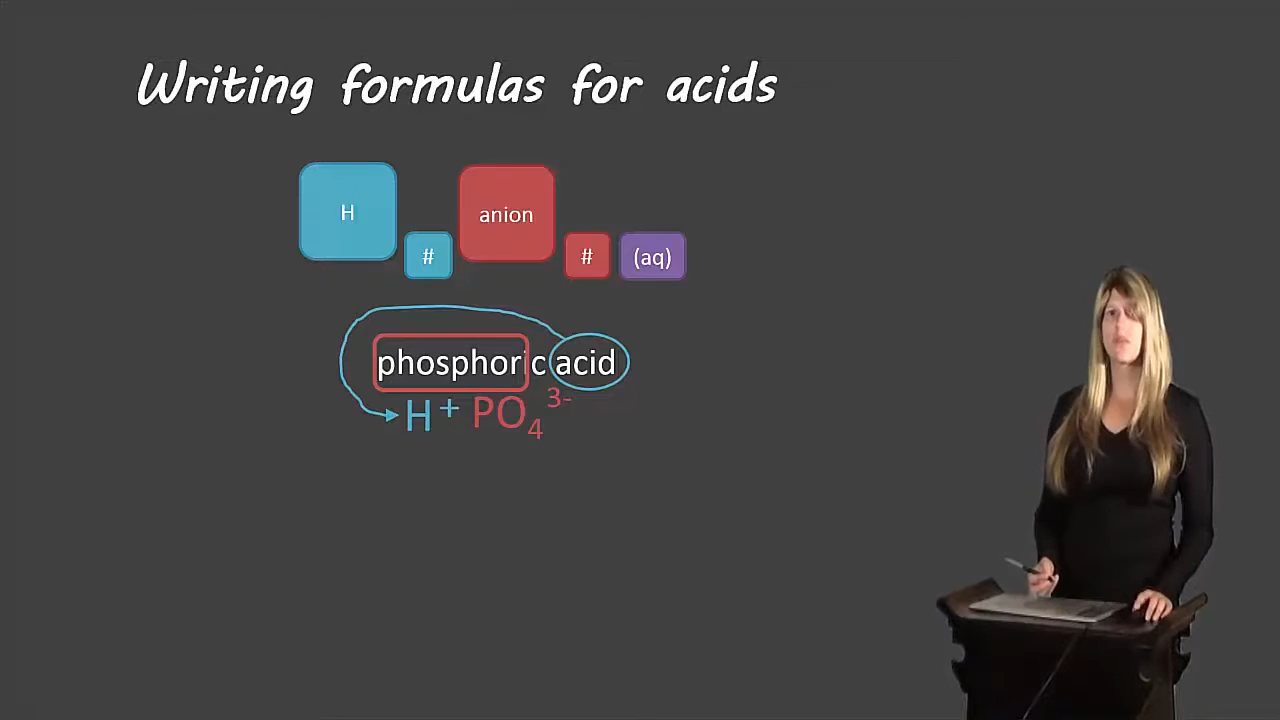 Writing formulas for acids
H # anion # (aq)
phosphoric acid
H⁺ PO₄³⁻